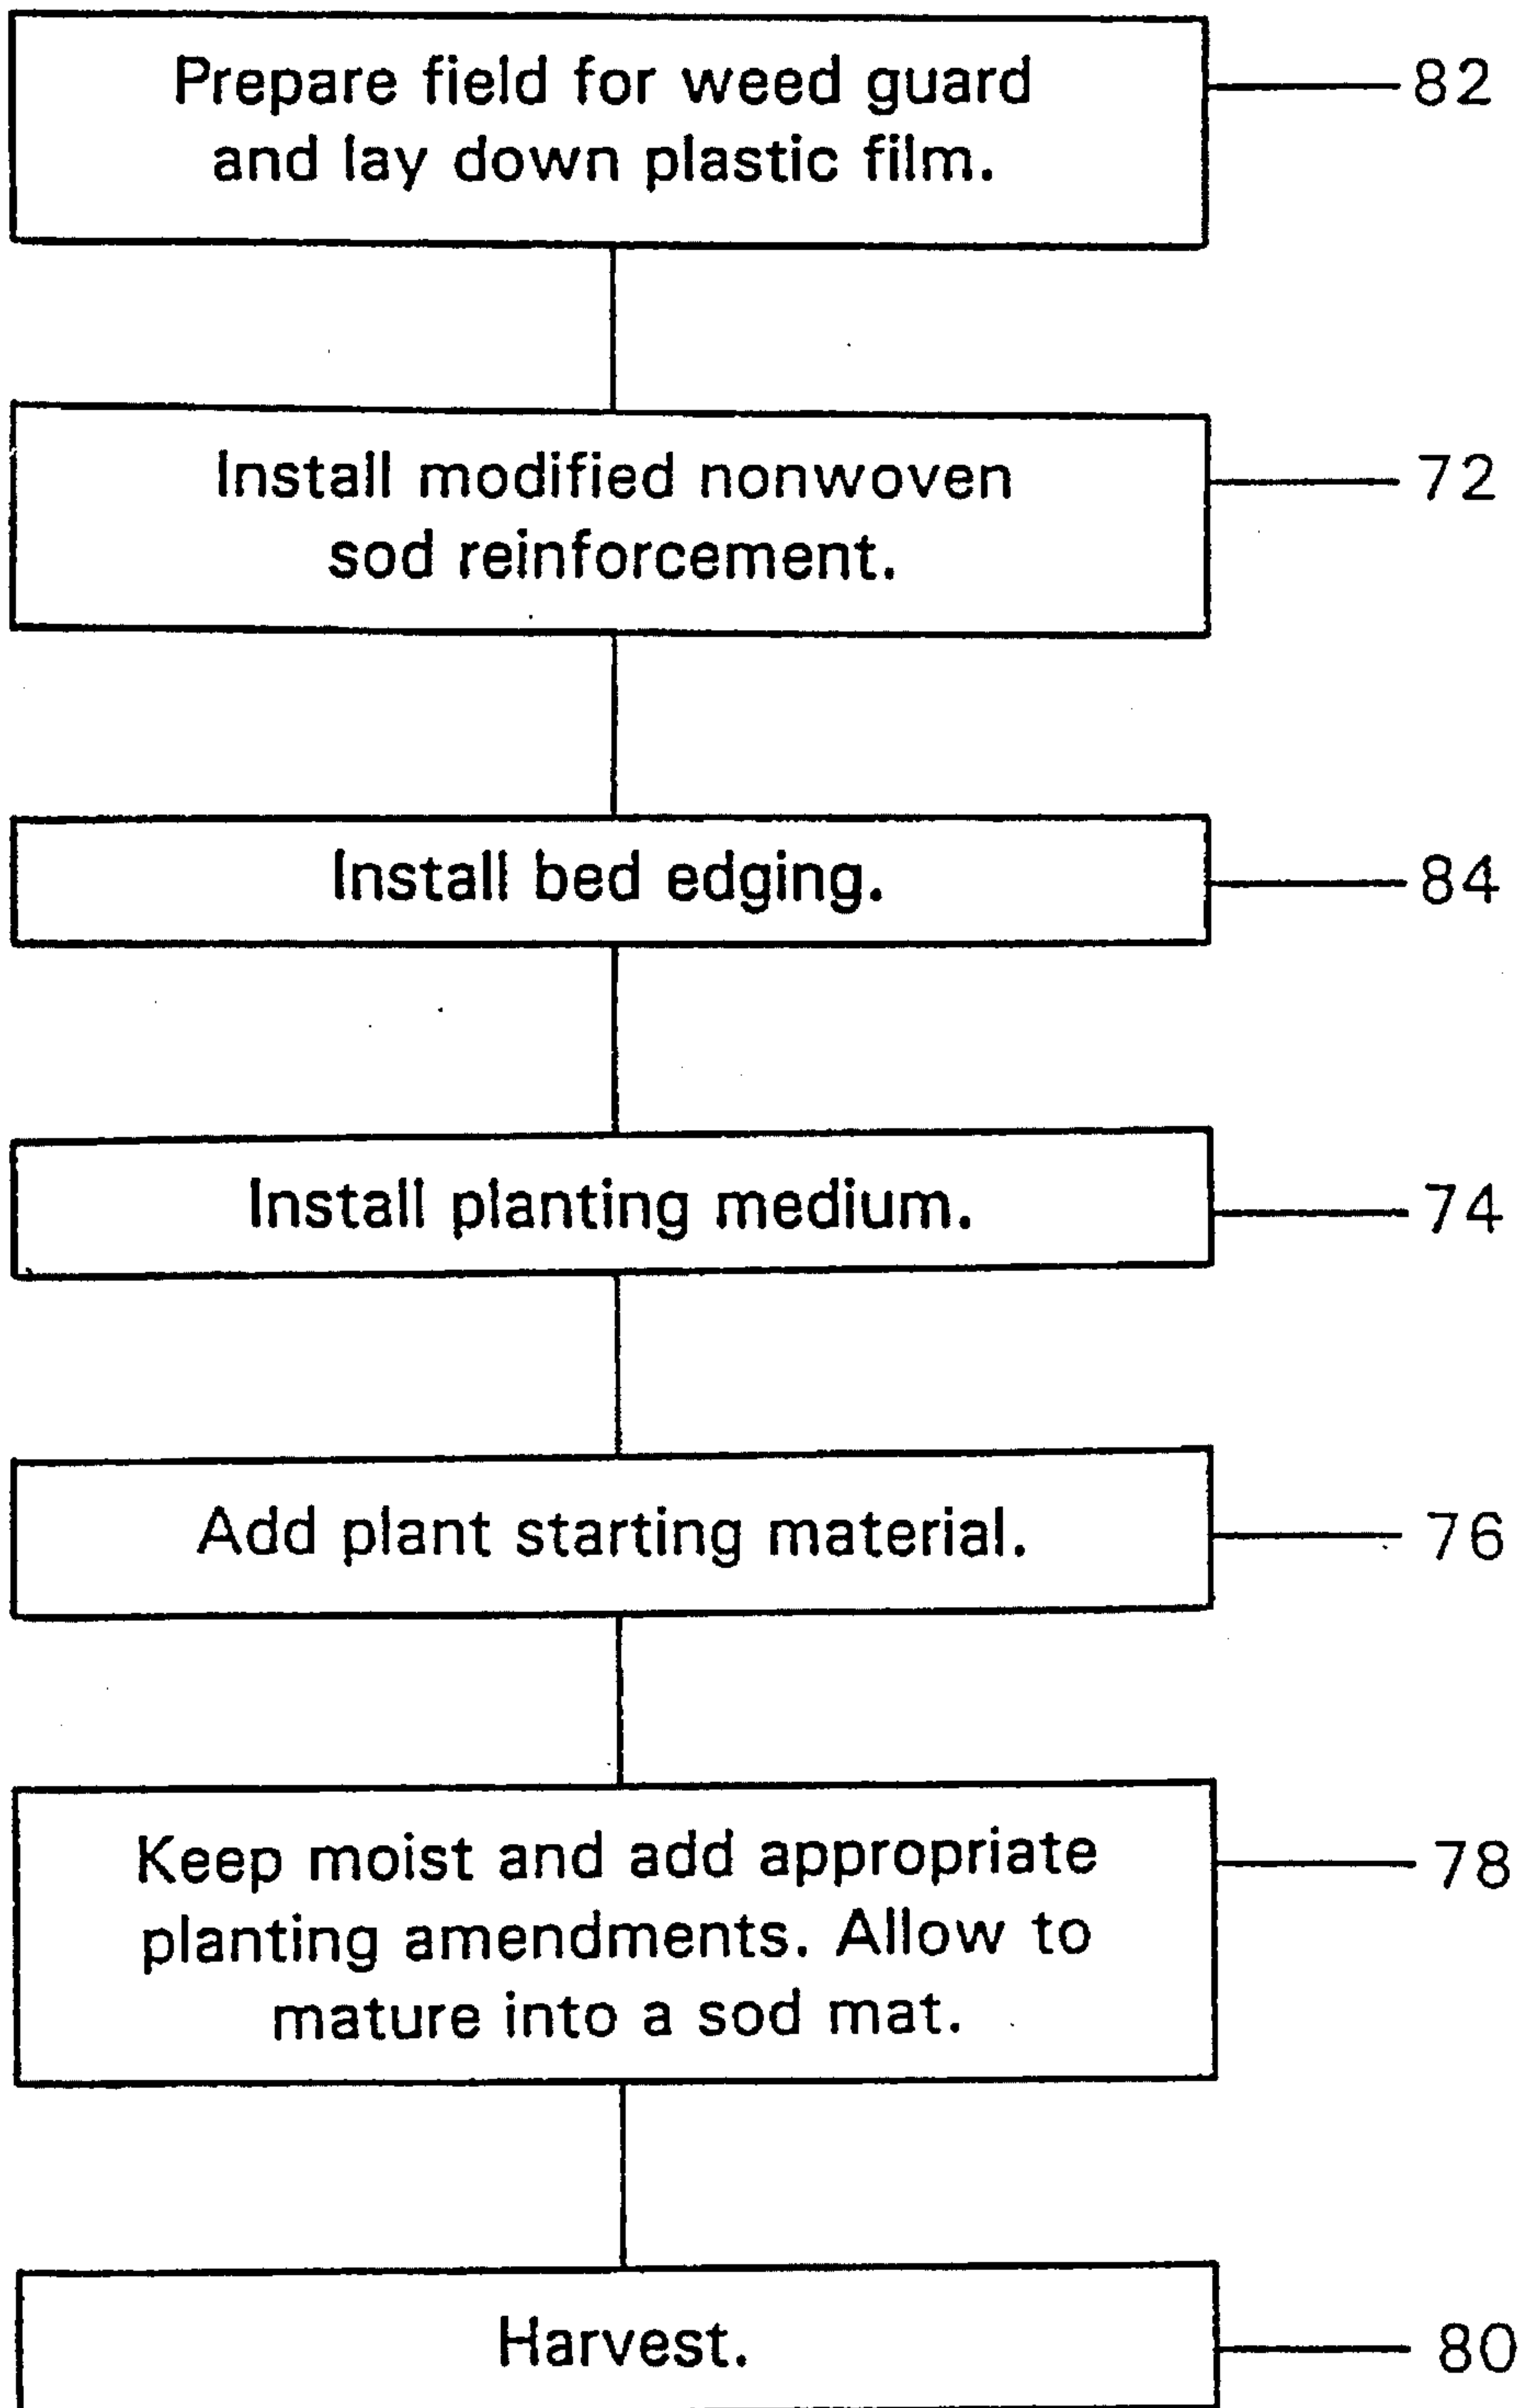 Prepare field for weed guard
and lay down plastic film.
82
Install modified nonwoven
sod reinforcement.
72
Install bed edging.
84
Install planting medium.
74
Add plant starting material.
76
Keep moist and add appropriate
planting amendments. Allow to
mature into a sod mat.
78
Harvest.
80